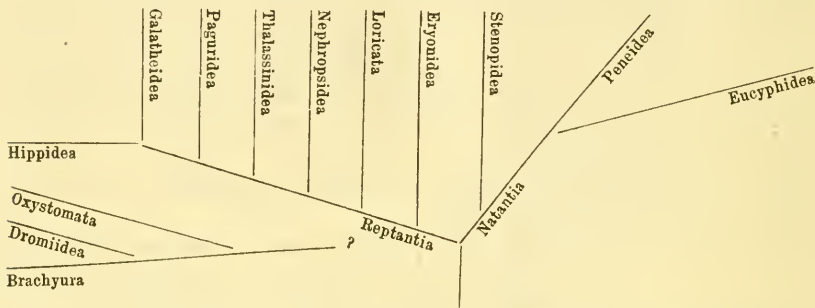 Galatheidea
Paguridea
Thalassinidea
Nephropsidea
Loricata
Eryonidea
Stenopidea
Peneidea
Eucyphidea
Hippidea
Oxystomata
Dromiidea
Brachyura
?
Reptantia
Natantia